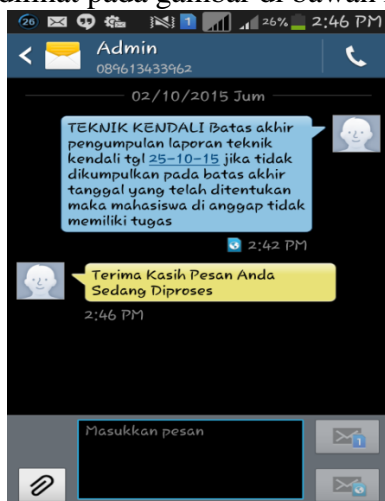 dilihat pada gambar di bawah
26 1 26% 2:46 PM
Admin
089613433962
02/10/2015 Jum
TEKNIK KENDALI Batas akhir
pengumpulan laporan teknik
kendali tgl 25-10-15 jika tidak
dikumpulkan pada batas akhir
tanggal yang telah ditentukan
maka mahasiswa di anggap tidak
memiliki tugas
2:42 PM
Terima Kasih Pesan Anda
Sedang Diproses
2:46 PM
Masukkan pesan
1